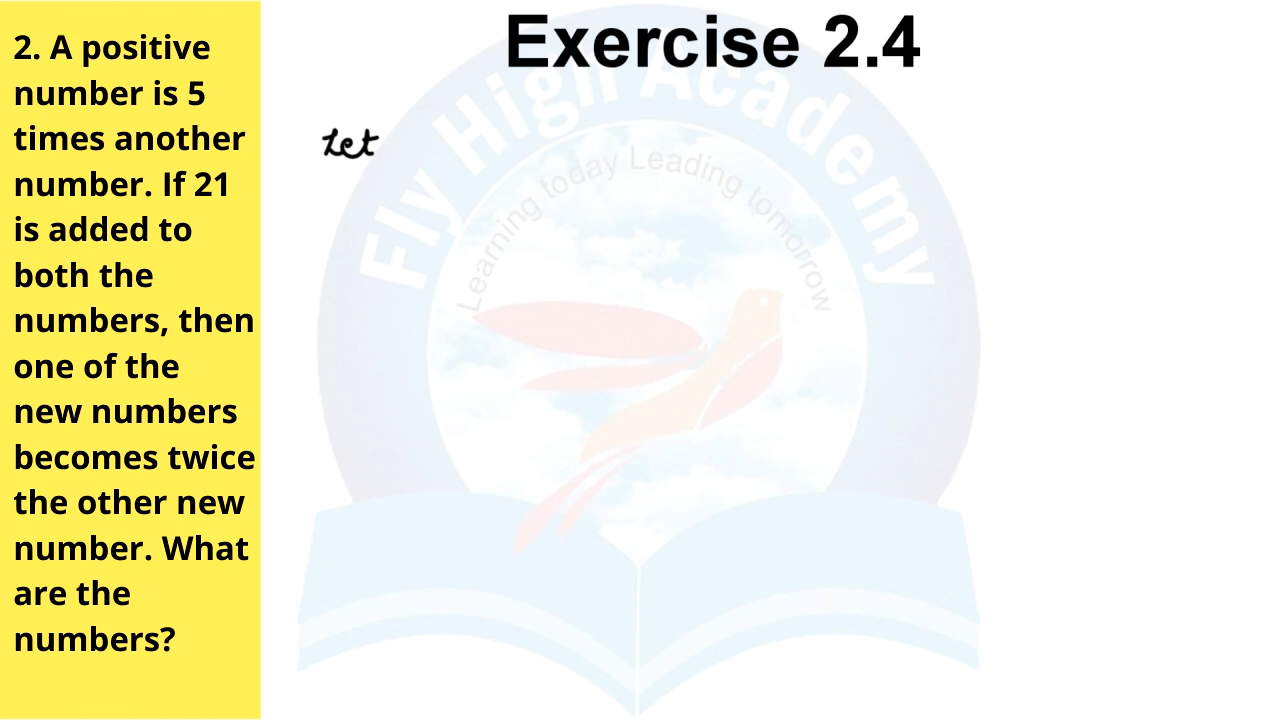 Exercise 2.4
2. A positive
number is 5
times another
number. If 21
is added to
both the
numbers, then
one of the
new numbers
becomes twice
the other new
number. What
are the
numbers?
Let
Fly High Academy
Learning today Leading tomorrow